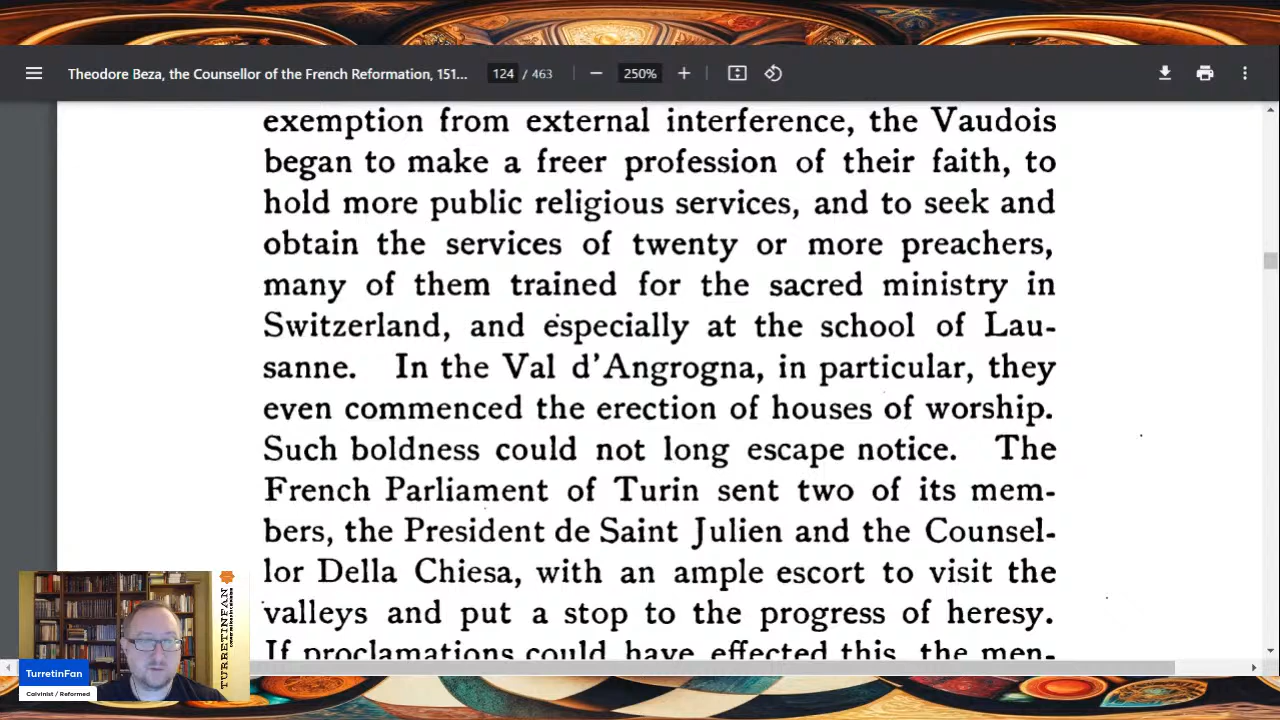 Theodore Beza, the Counsellor of the French Reformation, 151...
124 / 463
250%
exemption from external interference, the Vaudois
began to make a freer profession of their faith, to
hold more public religious services, and to seek and
obtain the services of twenty or more preachers,
many of them trained for the sacred ministry in
Switzerland, and especially at the school of Lau-
sanne. In the Val d'Angrogna, in particular, they
even commenced the erection of houses of worship.
Such boldness could not long escape notice. The
French Parliament of Turin sent two of its mem-
bers, the President de Saint Julien and the Counsel-
lor Della Chiesa, with an ample escort to visit the
valleys and put a stop to the progress of heresy.
If proclamations could have effected this, the men-
TURRETINFAN
TurretinFan
Calvinist / Reformed